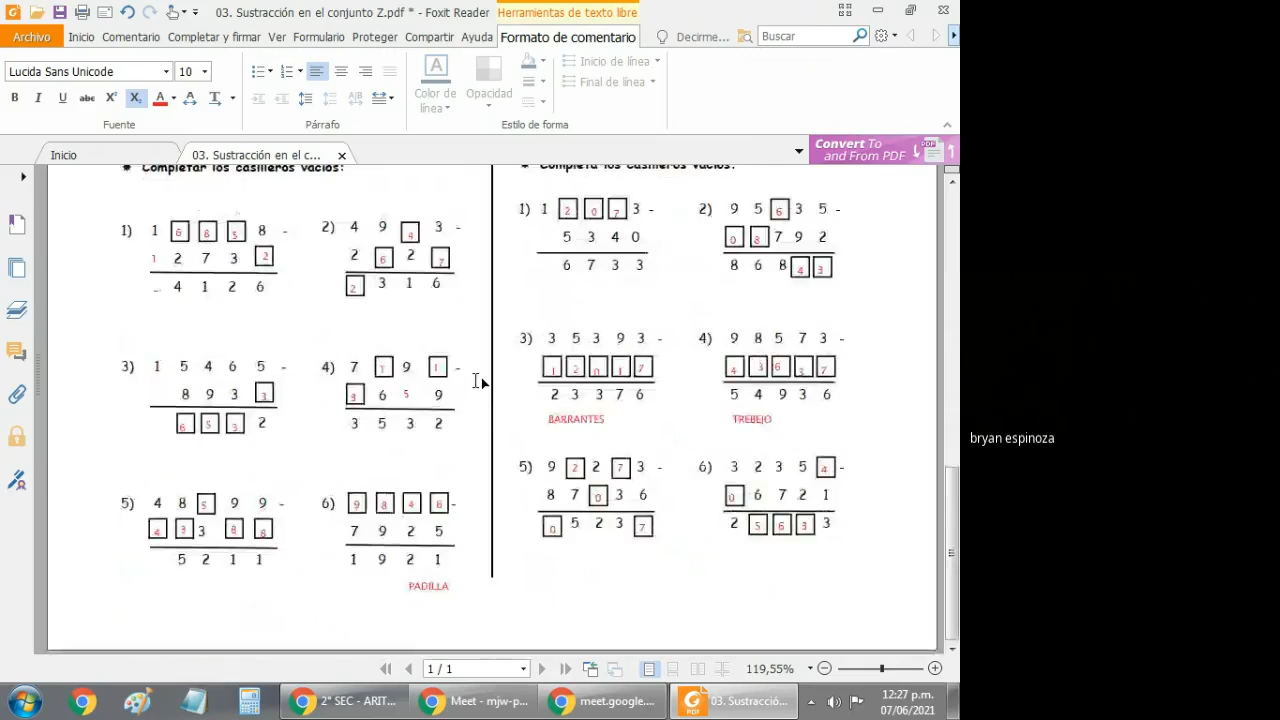 03. Sustracción en el conjunto Z.pdf * - Foxit Reader
Herramientas de texto libre
Archivo Inicio Comentario Completar y firmar Ver Formulario Proteger Compartir Ayuda Formato de comentario Decirme... Buscar
Lucida Sans Unicode 10
Color de línea
Opacidad
Inicio de línea
Final de línea
Fuente Párrafo Estilo de forma
Inicio
03. Sustracción en el c...
Convert To
and From PDF
* Completar los casilleros vacíos:
1) 1 6 8 5 8 -
1 2 7 3 2
4 1 2 6
2) 4 9 4 3 -
2 6 2 7
2 3 1 6
3) 1 5 4 6 5 -
8 9 3 3
6 5 3 2
4) 7 1 9 1 -
3 6 5 9
3 5 3 2
5) 4 8 5 9 9 -
4 3 3 8 8
5 2 1 1
6) 9 8 4 6 -
7 9 2 5
1 9 2 1
PADILLA
* Completa los casilleros vacíos:
1) 1 2 0 7 3 -
5 3 4 0
6 7 3 3
2) 9 5 6 3 5 -
0 8 7 9 2
8 6 8 4 3
3) 3 5 3 9 3 -
1 2 0 1 7
2 3 3 7 6
BARRANTES
4) 9 8 5 7 3 -
4 3 6 3 7
5 4 9 3 6
TREBEJO
5) 9 2 2 7 3 -
8 7 0 3 6
0 5 2 3 7
6) 3 2 3 5 4 -
0 6 7 2 1
2 5 6 3 3
bryan espinoza
1 / 1
119,55%
2° SEC - ARIT...
Meet - mjw-p...
meet.google....
03. Sustracció...
12:27 p.m.
07/06/2021